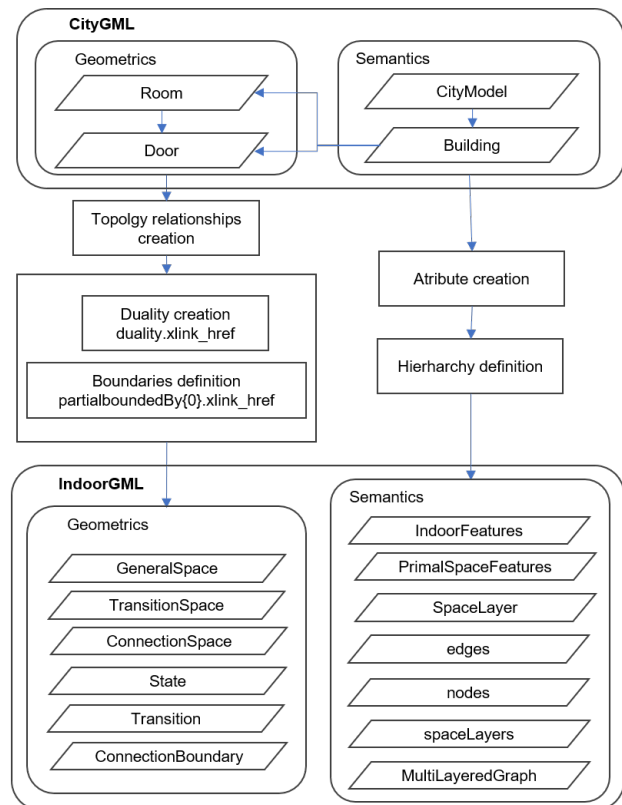 CityGML
Geometrics
Room
Door
Semantics
CityModel
Building
Topolgy relationships
creation
Duality creation
duality.xlink_href
Boundaries definition
partialboundedBy{0}.xlink_href
Atribute creation
Hierharchy definition
IndoorGML
Geometrics
GeneralSpace
TransitionSpace
ConnectionSpace
State
Transition
ConnectionBoundary
Semantics
IndoorFeatures
PrimalSpaceFeatures
SpaceLayer
edges
nodes
spaceLayers
MultiLayeredGraph